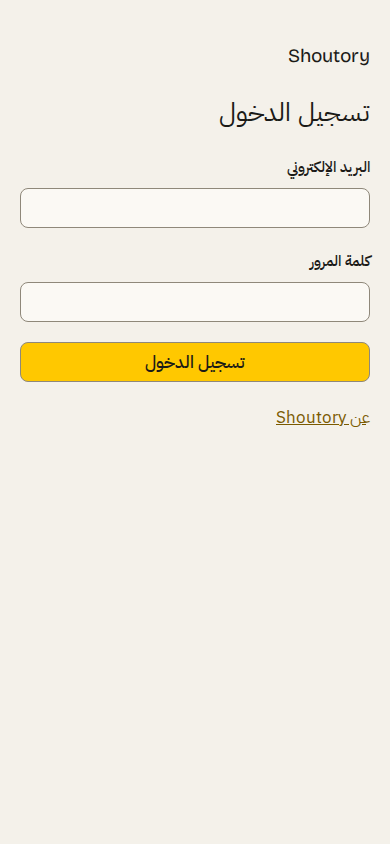 Shoutory
تسجيل الدخول
البريد الإلكتروني
كلمة المرور
تسجيل الدخول
عن Shoutory